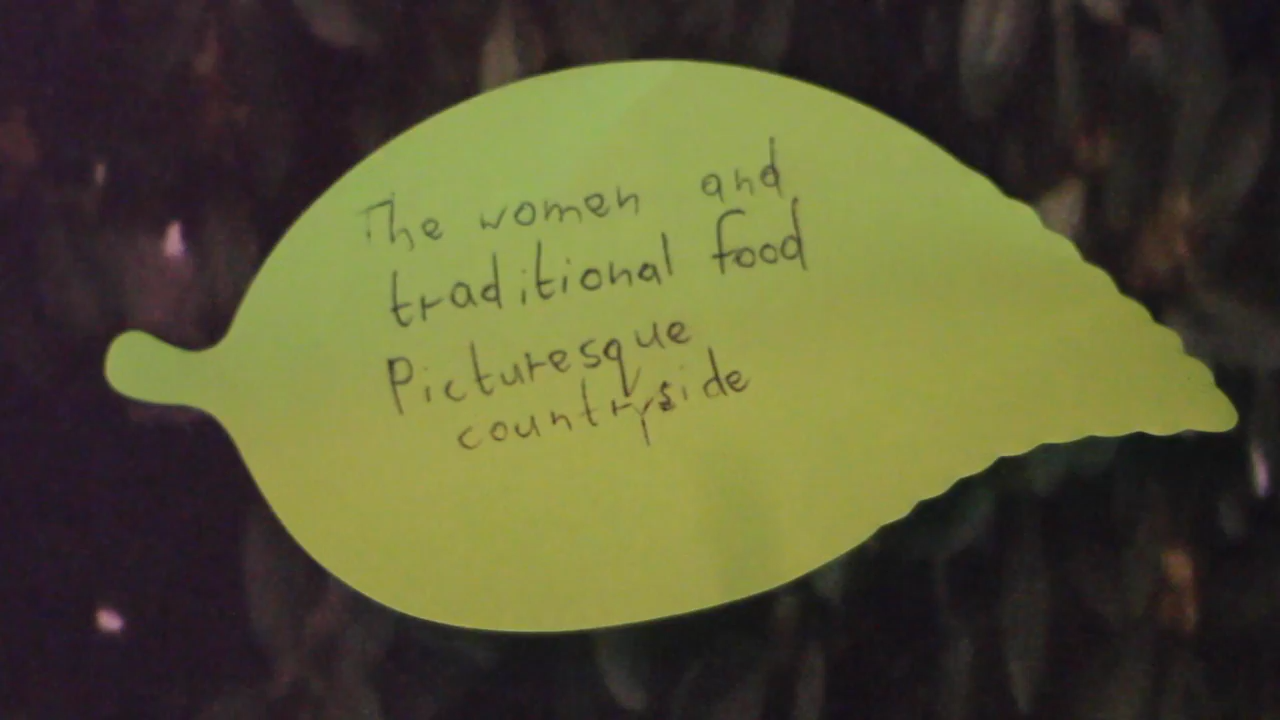 The women and
traditional food
Picturesque
countryside